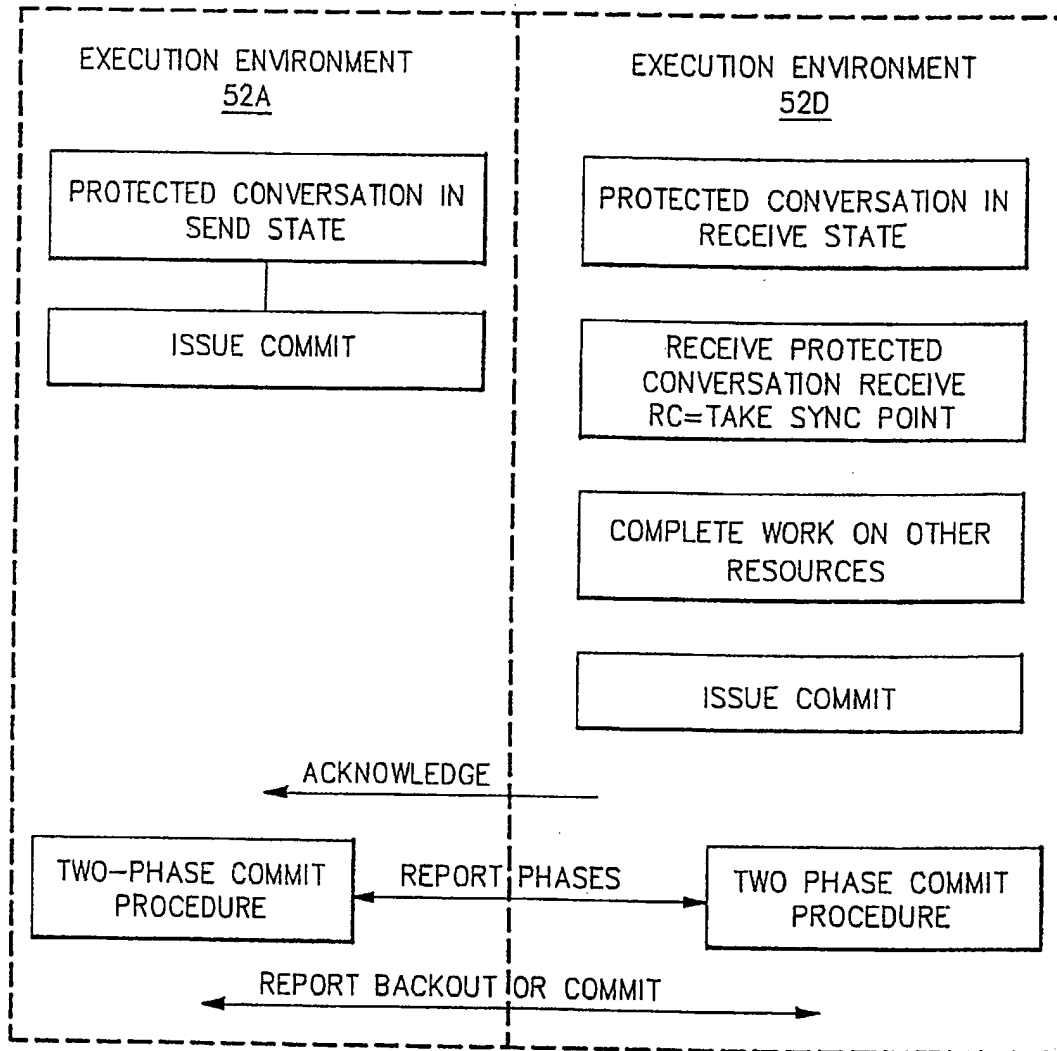 EXECUTION ENVIRONMENT
52A
PROTECTED CONVERSATION IN
SEND STATE
ISSUE COMMIT
EXECUTION ENVIRONMENT
52D
PROTECTED CONVERSATION IN
RECEIVE STATE
RECEIVE PROTECTED
CONVERSATION RECEIVE
RC=TAKE SYNC POINT
COMPLETE WORK ON OTHER
RESOURCES
ISSUE COMMIT
ACKNOWLEDGE
TWO-PHASE COMMIT
PROCEDURE
REPORT PHASES
TWO PHASE COMMIT
PROCEDURE
REPORT BACKOUT OR COMMIT